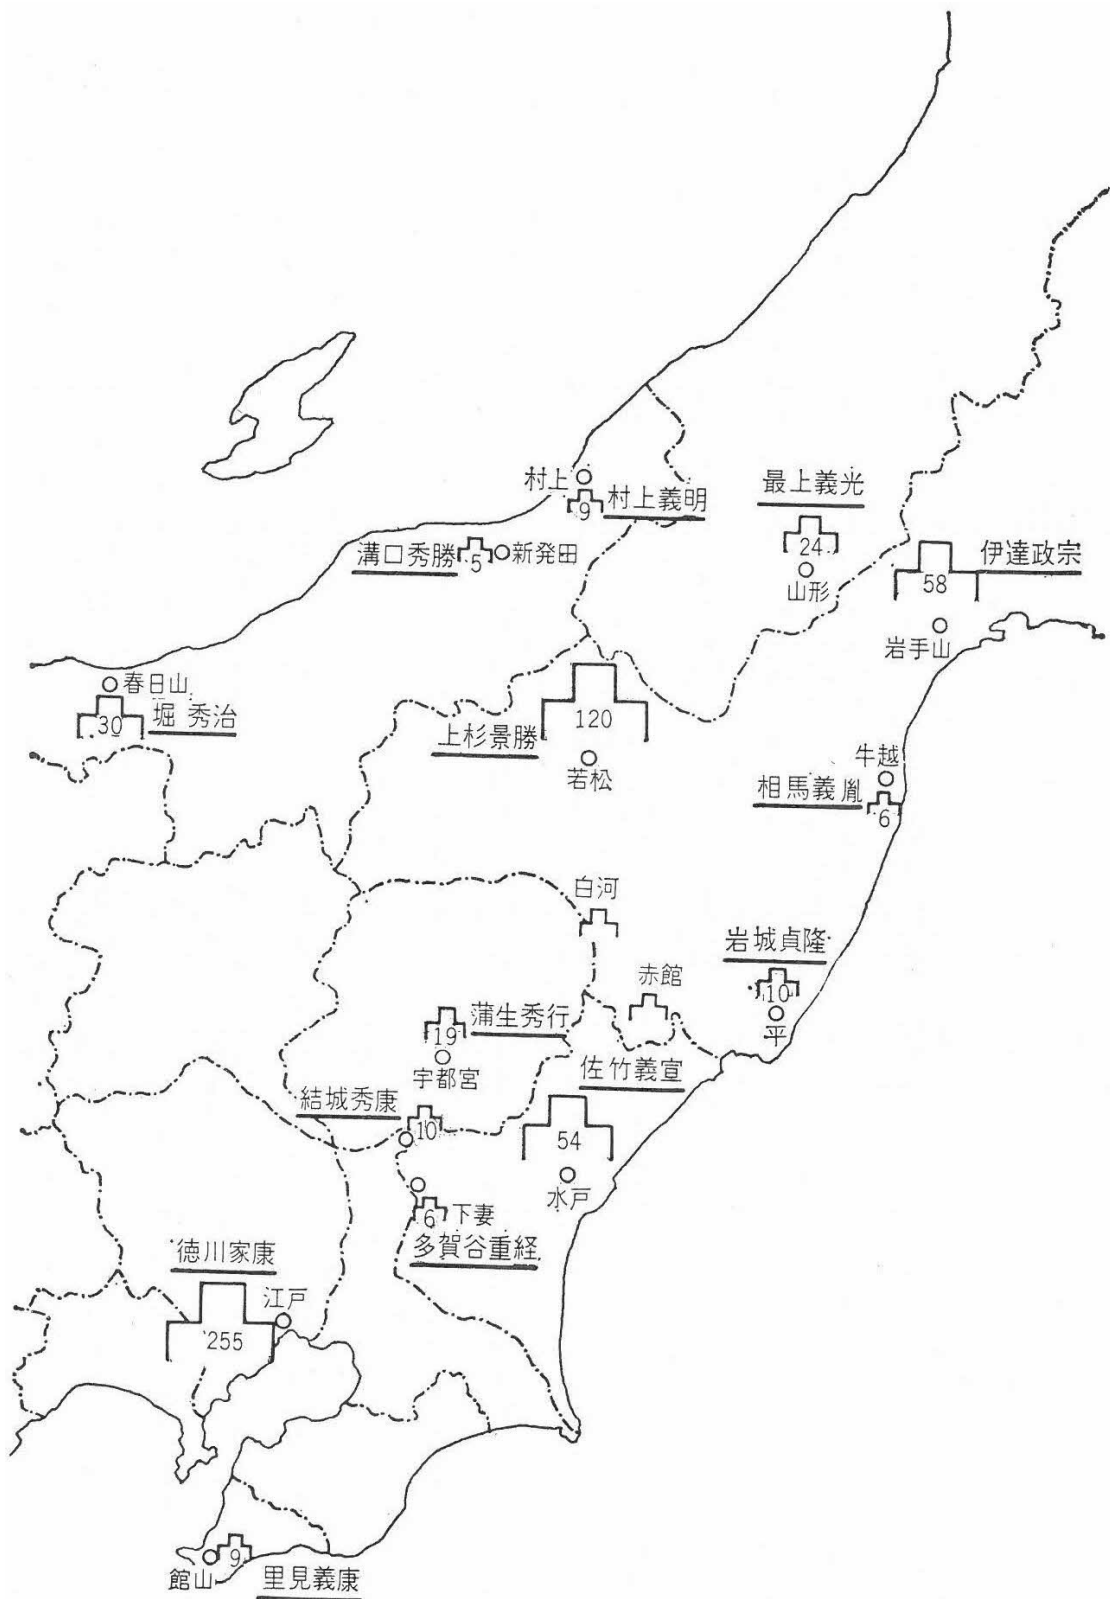 村上
9
村上義明
最上義光
24
山形
溝口秀勝
5
新発田
伊達政宗
58
岩手山
春日山
30
堀 秀治
上杉景勝
120
若松
牛越
相馬義胤
6
白河
岩城貞隆
10
平
赤館
19
蒲生秀行
宇都宮
佐竹義宣
54
水戸
結城秀康
10
6
下妻
多賀谷重経
徳川家康
江戸
255
館山
9
里見義康